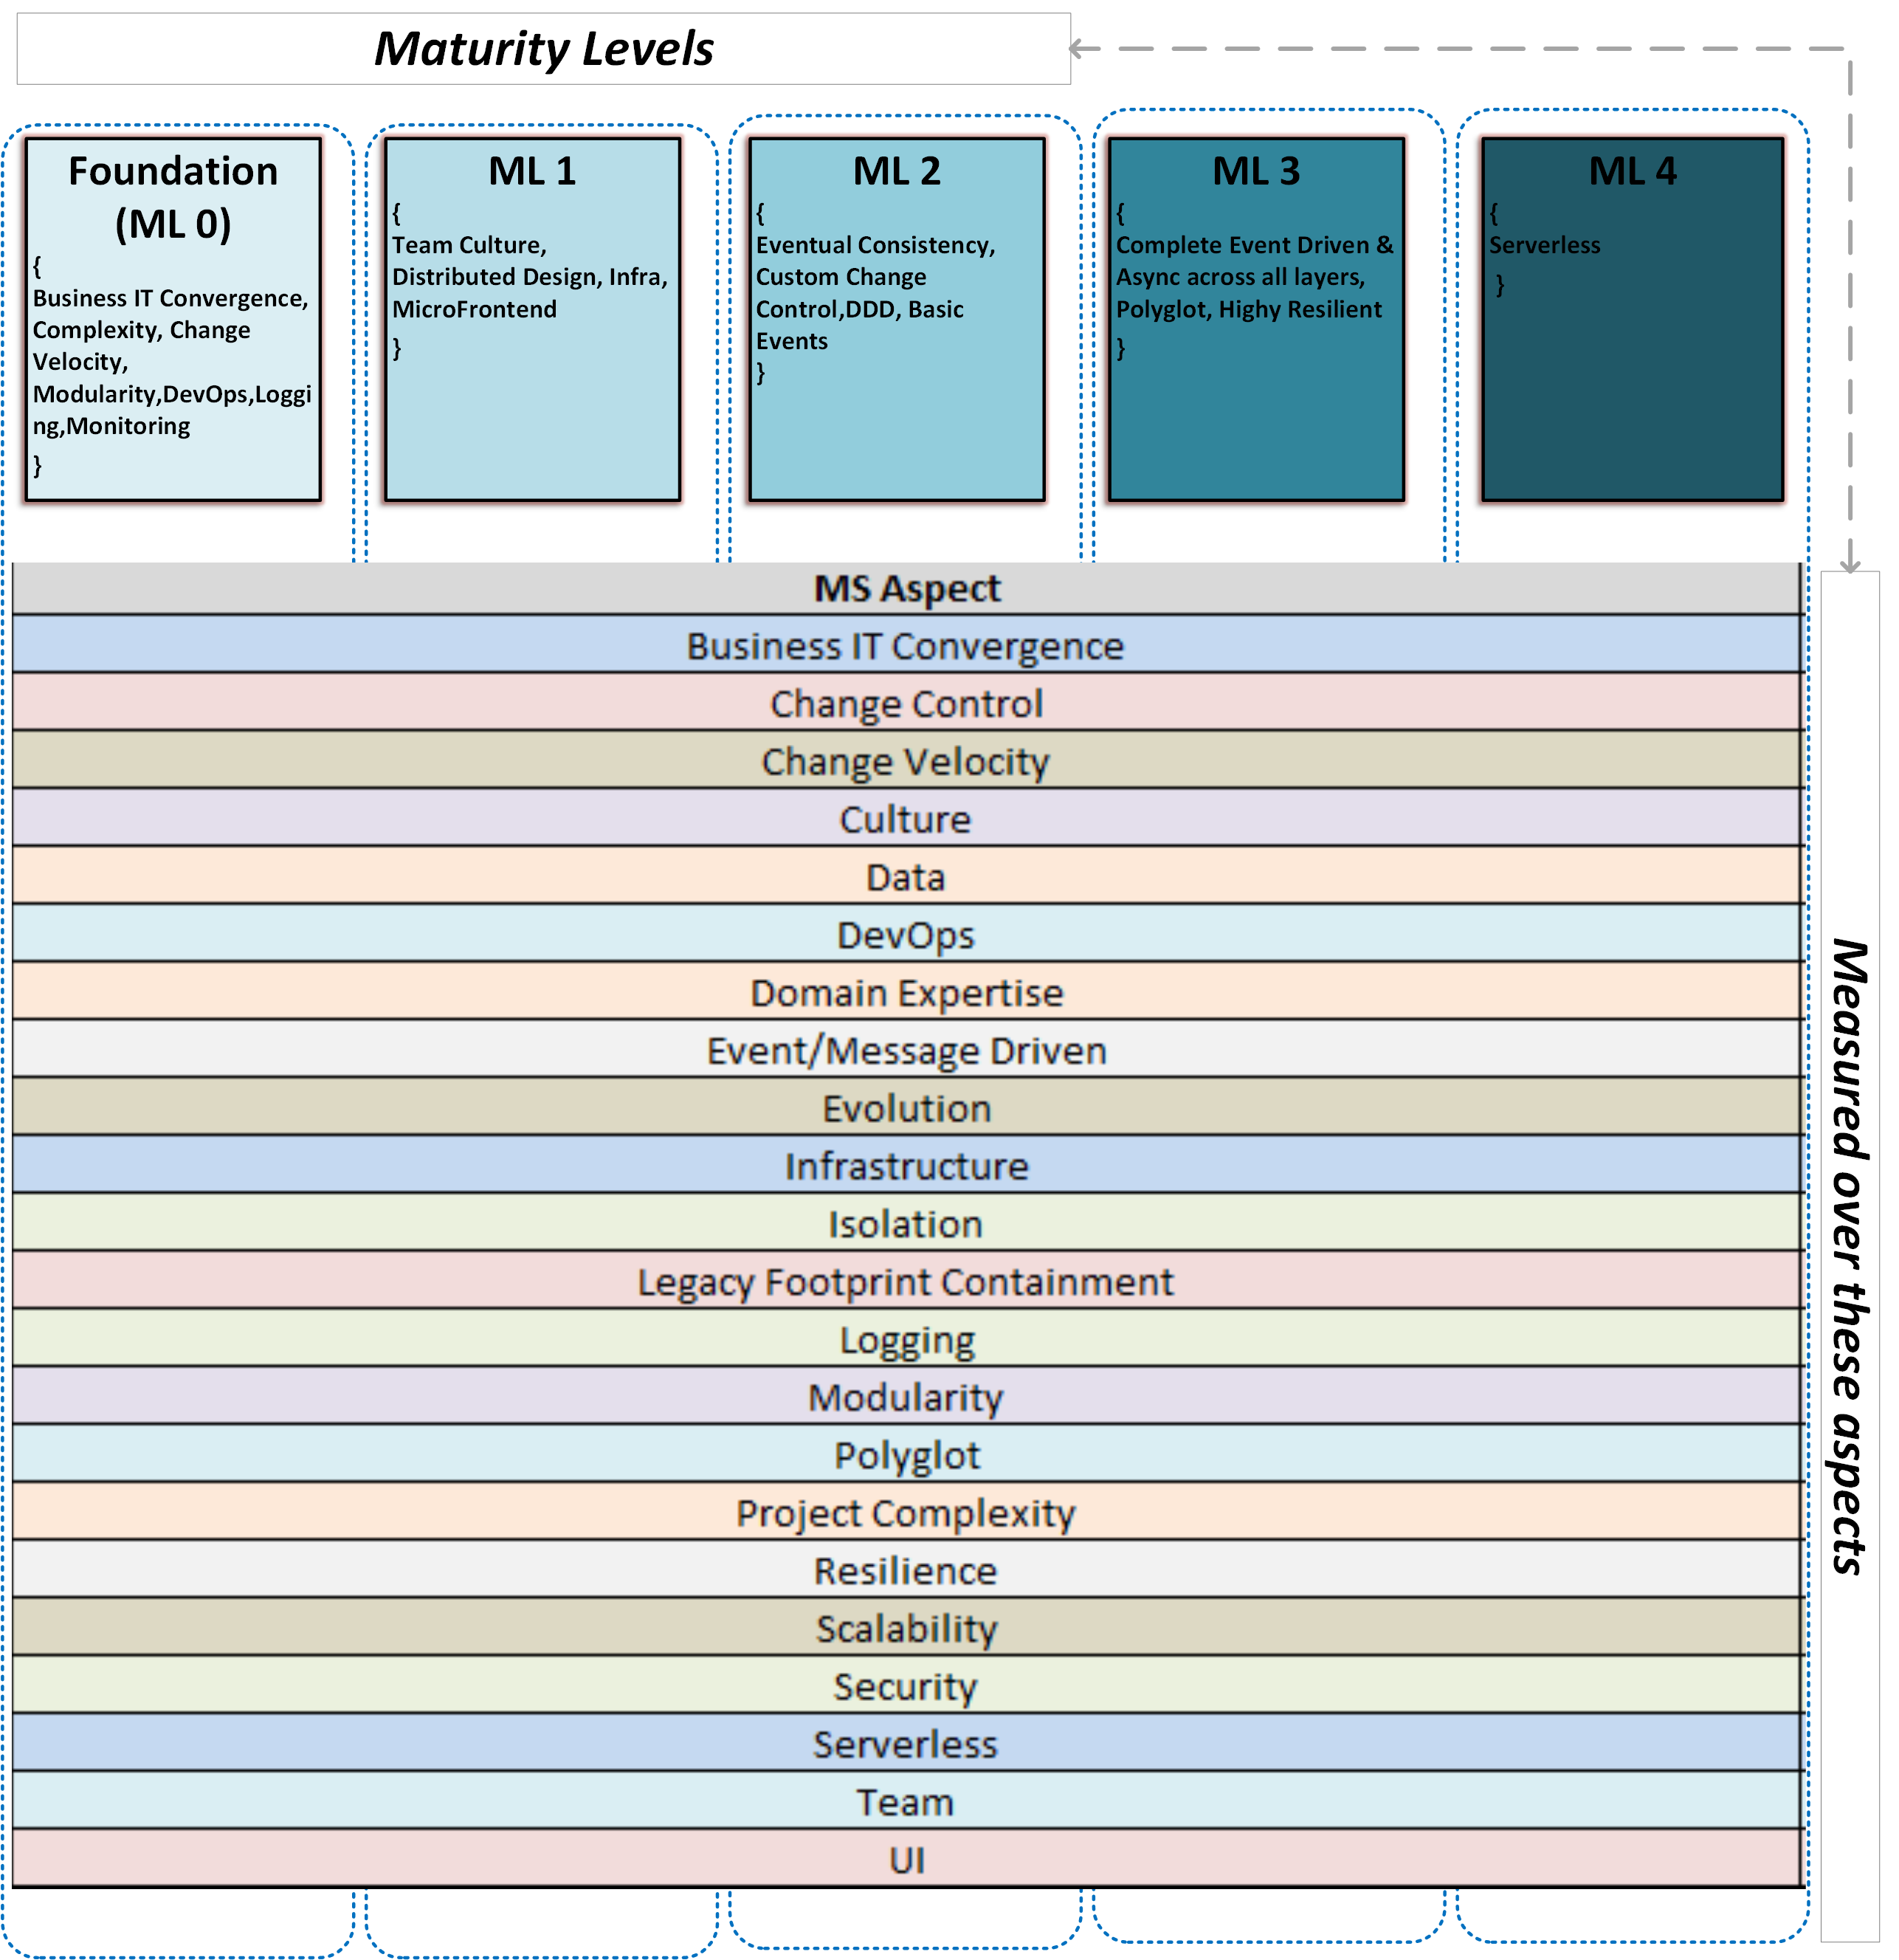 Maturity Levels
Foundation
(ML 0)
{
Business IT Convergence,
Complexity, Change
Velocity,
Modularity,DevOps,Loggi
ng,Monitoring
}
ML 1
{
Team Culture,
Distributed Design, Infra,
MicroFrontend
}
ML 2
{
Eventual Consistency,
Custom Change
Control,DDD, Basic
Events
}
ML 3
{
Complete Event Driven &
Async across all layers,
Polyglot, Highy Resilient
}
ML 4
{
Serverless
}
MS Aspect
Business IT Convergence
Change Control
Change Velocity
Culture
Data
DevOps
Domain Expertise
Event/Message Driven
Evolution
Infrastructure
Isolation
Legacy Footprint Containment
Logging
Modularity
Polyglot
Project Complexity
Resilience
Scalability
Security
Serverless
Team
UI
Measured over these aspects